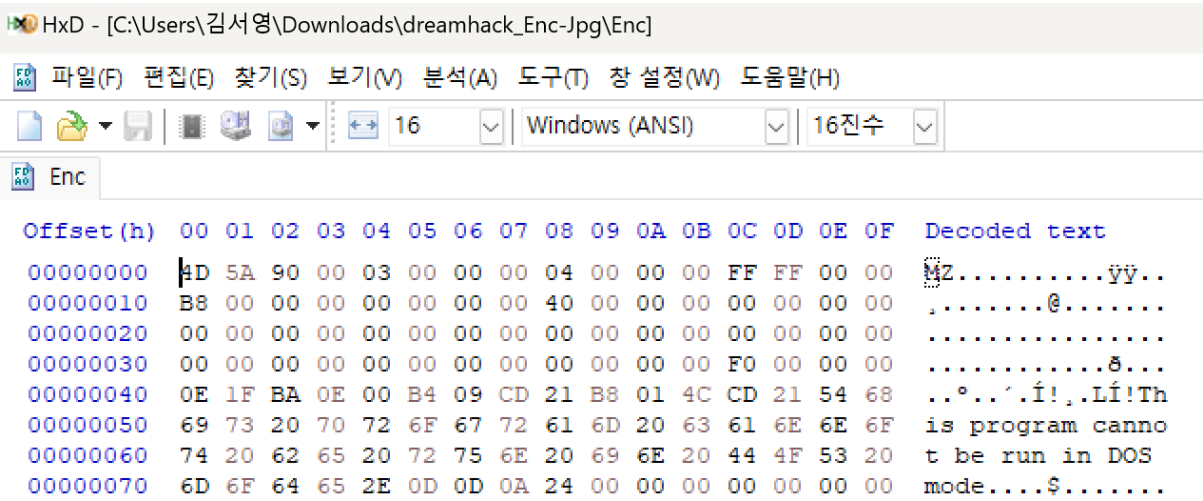 HxD - [C:\Users\김서영\Downloads\dreamhack_Enc-Jpg\Enc]
파일(F) 편집(E) 찾기(S) 보기(V) 분석(A) 도구(T) 창 설정(W) 도움말(H)
16 Windows (ANSI) 16진수
Enc
Offset(h) 00 01 02 03 04 05 06 07 08 09 0A 0B 0C 0D 0E 0F Decoded text
00000000 4D 5A 90 00 03 00 00 00 04 00 00 00 FF FF 00 00 MZ..........ÿÿ..
00000010 B8 00 00 00 00 00 00 00 40 00 00 00 00 00 00 00 ¸.......@.......
00000020 00 00 00 00 00 00 00 00 00 00 00 00 00 00 00 00 ................
00000030 00 00 00 00 00 00 00 00 00 00 00 00 F0 00 00 00 ............ð...
00000040 0E 1F BA 0E 00 B4 09 CD 21 B8 01 4C CD 21 54 68 ..º..´.Í!¸.LÍ!Th
00000050 69 73 20 70 72 6F 67 72 61 6D 20 63 61 6E 6E 6F is program canno
00000060 74 20 62 65 20 72 75 6E 20 69 6E 20 44 4F 53 20 t be run in DOS
00000070 6D 6F 64 65 2E 0D 0D 0A 24 00 00 00 00 00 00 00 mode....$.......